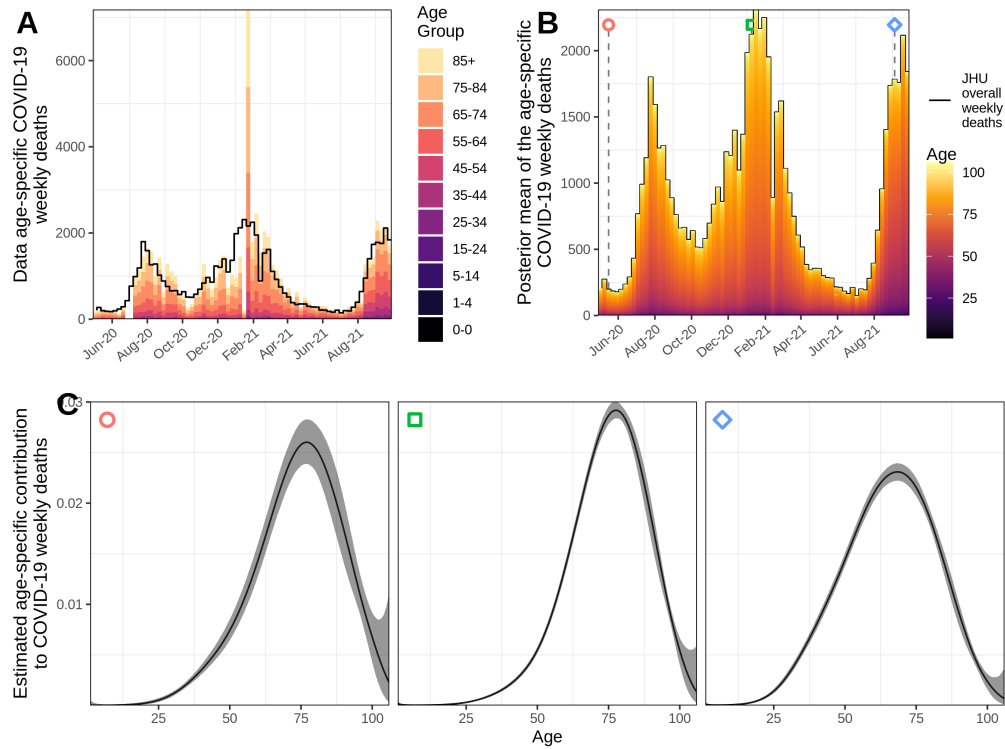 A
Data age-specific COVID-19
weekly deaths
6000
4000
2000
0
Jun-20
Aug-20
Oct-20
Dec-20
Feb-21
Apr-21
Jun-21
Aug-21
Age
Group
85+
75-84
65-74
55-64
45-54
35-44
25-34
15-24
5-14
1-4
0-0
B
Posterior mean of the age-specific
COVID-19 weekly deaths
2000
1500
1000
500
0
Jun-20
Aug-20
Oct-20
Dec-20
Feb-21
Apr-21
Jun-21
Aug-21
JHU
overall
weekly
deaths
Age
100
75
50
25
C
Estimated age-specific contribution
to COVID-19 weekly deaths
0.02
0.01
25
50
75
100
25
50
75
100
25
50
75
100
Age